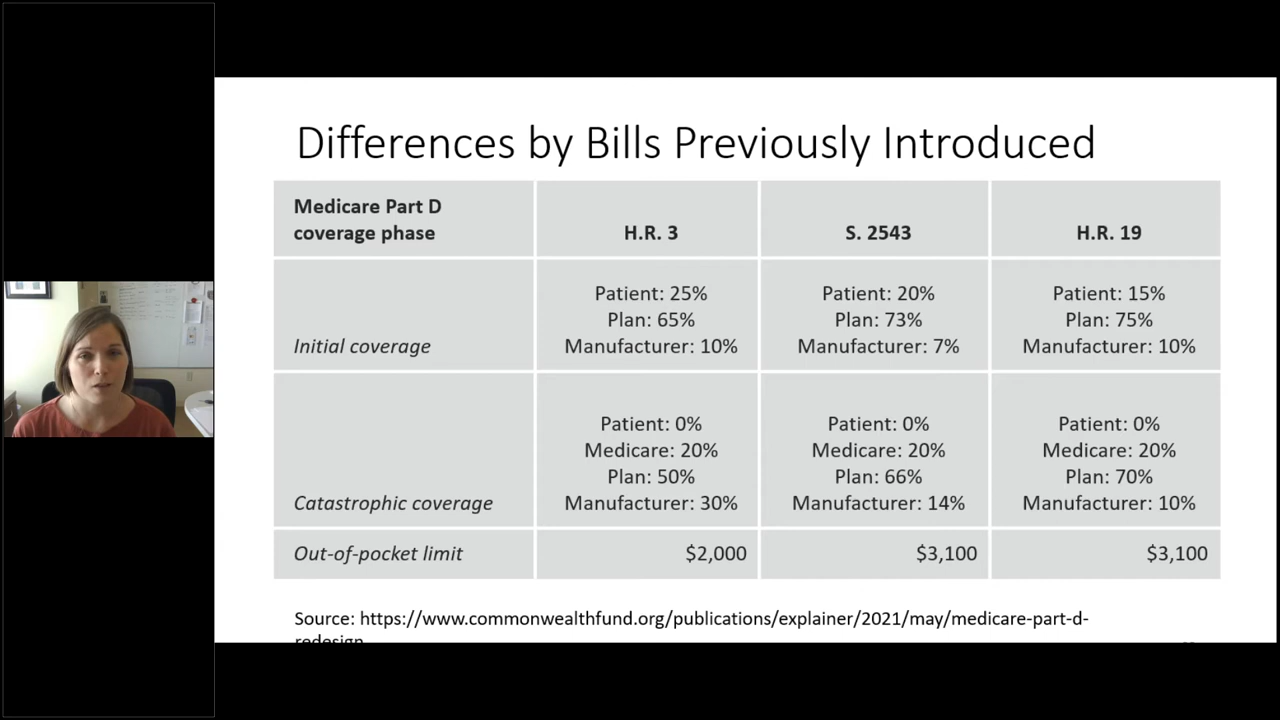 Differences by Bills Previously Introduced
Medicare Part D
coverage phase
H.R. 3
S. 2543
H.R. 19
Initial coverage
Patient: 25%
Plan: 65%
Manufacturer: 10%
Patient: 20%
Plan: 73%
Manufacturer: 7%
Patient: 15%
Plan: 75%
Manufacturer: 10%
Catastrophic coverage
Patient: 0%
Medicare: 20%
Plan: 50%
Manufacturer: 30%
Patient: 0%
Medicare: 20%
Plan: 66%
Manufacturer: 14%
Patient: 0%
Medicare: 20%
Plan: 70%
Manufacturer: 10%
Out-of-pocket limit
$2,000
$3,100
$3,100
Source: https://www.commonwealthfund.org/publications/explainer/2021/may/medicare-part-d-
redesign